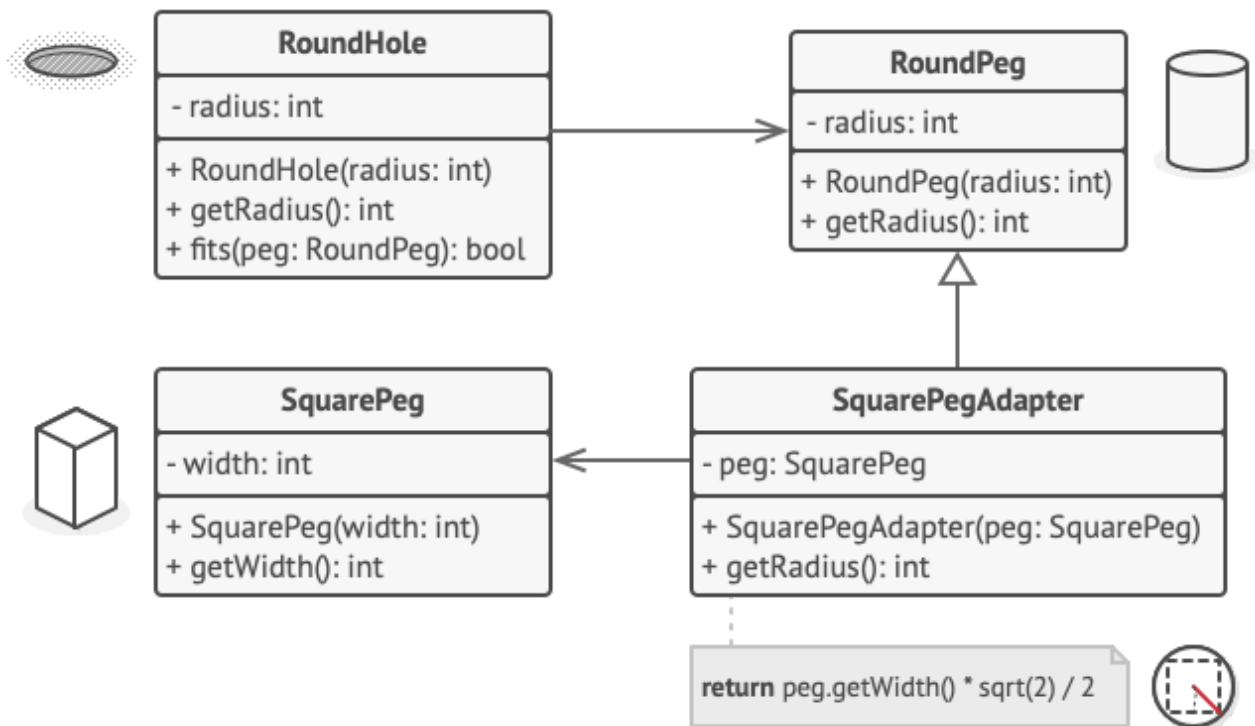 RoundHole
- radius: int
+ RoundHole(radius: int)
+ getRadius(): int
+ fits(peg: RoundPeg): bool
RoundPeg
- radius: int
+ RoundPeg(radius: int)
+ getRadius(): int
SquarePeg
- width: int
+ SquarePeg(width: int)
+ getWidth(): int
SquarePegAdapter
- peg: SquarePeg
+ SquarePegAdapter(peg: SquarePeg)
+ getRadius(): int
return peg.getWidth() * sqrt(2) / 2